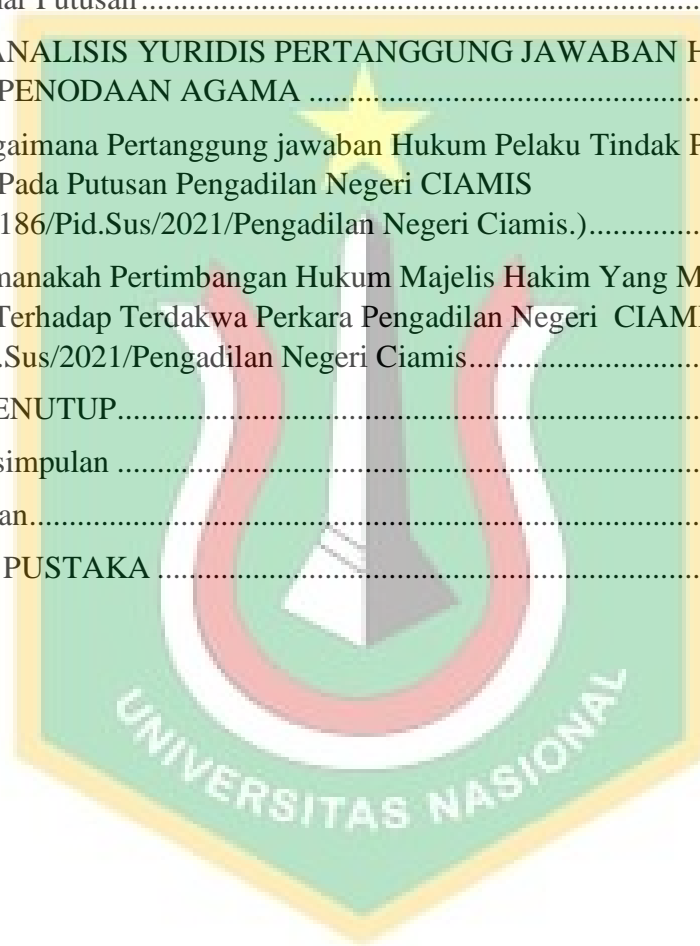 nar Putusan........................................................
ANALISIS YURIDIS PERTANGGUNG JAWABAN H
PENODAAN AGAMA ........................................
gaimana Pertanggung jawaban Hukum Pelaku Tindak P
Pada Putusan Pengadilan Negeri CIAMIS
186/Pid.Sus/2021/Pengadilan Negeri Ciamis.)............
manakah Pertimbangan Hukum Majelis Hakim Yang M
Terhadap Terdakwa Perkara Pengadilan Negeri CIAMI
.Sus/2021/Pengadilan Negeri Ciamis..........................
ENUTUP..........................................................
simpulan ..........................................................
an....................................................................
PUSTAKA ......................................................
UNIVERSITAS NASIONAL